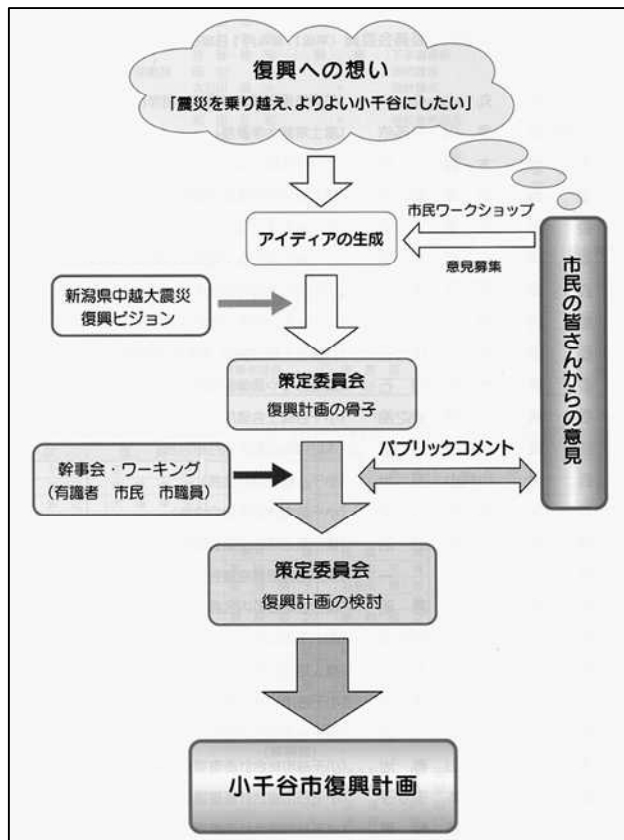 復興への想い
「震災を乗り越え、よりよい小千谷にしたい」
アイディアの生成
市民ワークショップ
意見募集
市民の皆さんからの意見
新潟県中越大震災
復興ビジョン
策定委員会
復興計画の骨子
パブリックコメント
幹事会・ワーキング
(有識者 市民 市職員)
策定委員会
復興計画の検討
小千谷市復興計画